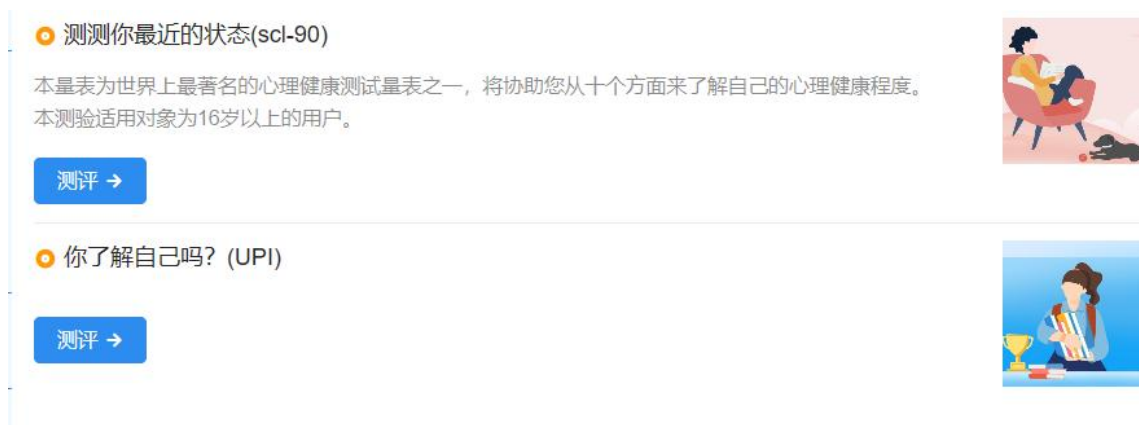 测测你最近的状态(scl-90)
本量表为世界上最著名的心理健康测试量表之一，将协助您从十个方面来了解自己的心理健康程度。
本测验适用对象为16岁以上的用户。
测评 →
你了解自己吗？(UPI)
测评 →